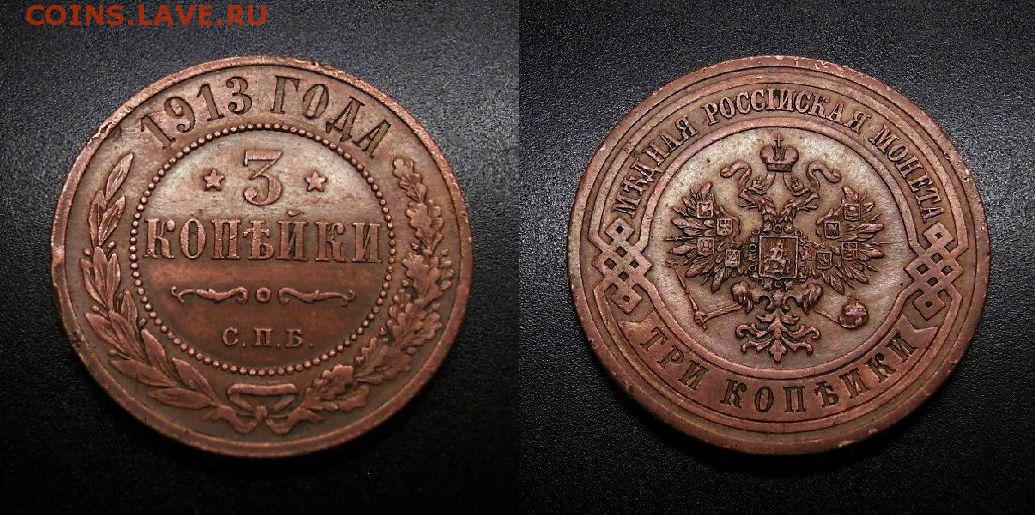 COINS.LAVE.RU
1913 ГОДА
3
КОПѢЙКИ
С.П.Б.
МѢДНАЯ РОССІЙСКАЯ МОНЕТА
ТРИ КОПѢЙКИ